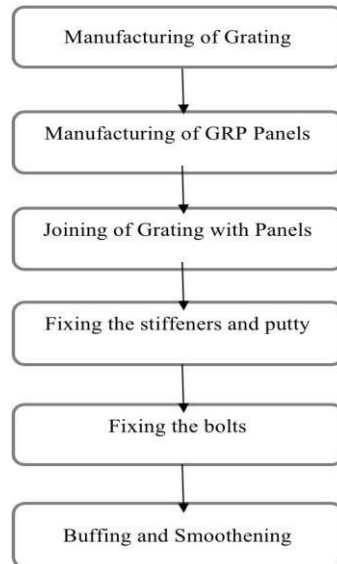 Manufacturing of Grating
Manufacturing of GRP Panels
Joining of Grating with Panels
Fixing the stiffeners and putty
Fixing the bolts
Buffing and Smoothening